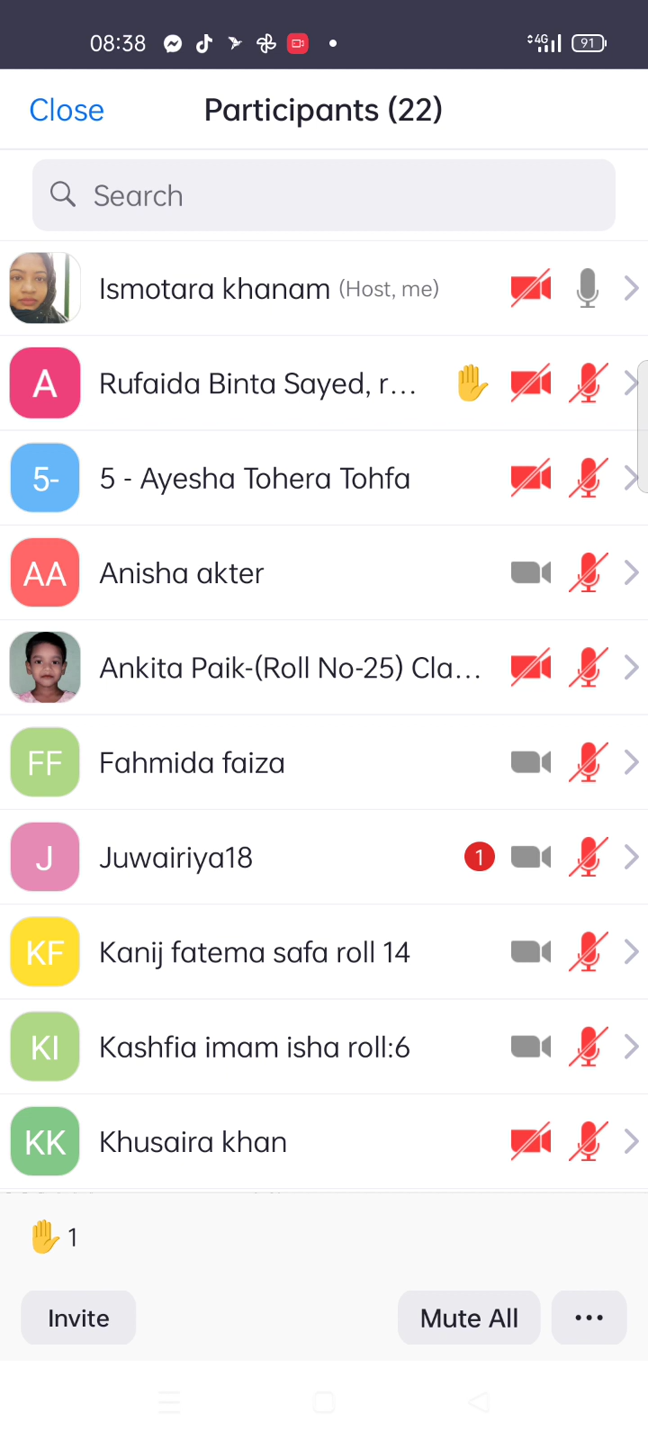 08:38 4G 91
Close Participants (22)
Search
Ismotara khanam (Host, me)
A Rufaida Binta Sayed, r...
5- 5 - Ayesha Tohera Tohfa
AA Anisha akter
Ankita Paik-(Roll No-25) Cla...
FF Fahmida faiza
J Juwairiya18 1
KF Kanij fatema safa roll 14
KI Kashfia imam isha roll:6
KK Khusaira khan
1
Invite Mute All ...